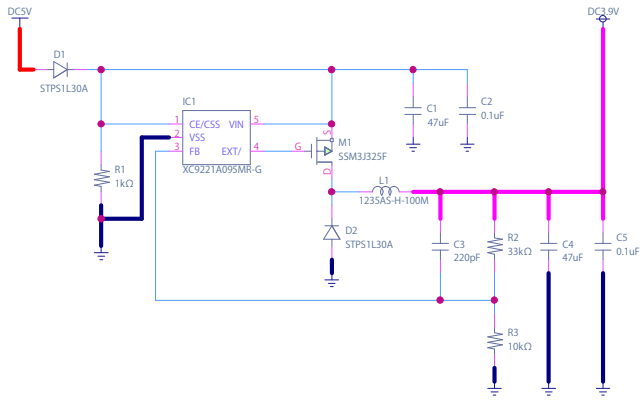 DC5V
DC3.9V
D1
STPS1L30A
IC1
1
CE/CSS
VIN
5
2
VSS
3
FB
EXT/
4
XC9221A095MR-G
G
S
D
M1
SSM3J325F
C1
47uF
C2
0.1uF
R1
1kΩ
L1
1235AS-H-100M
D2
STPS1L30A
C3
220pF
R2
33kΩ
C4
47uF
C5
0.1uF
R3
10kΩ